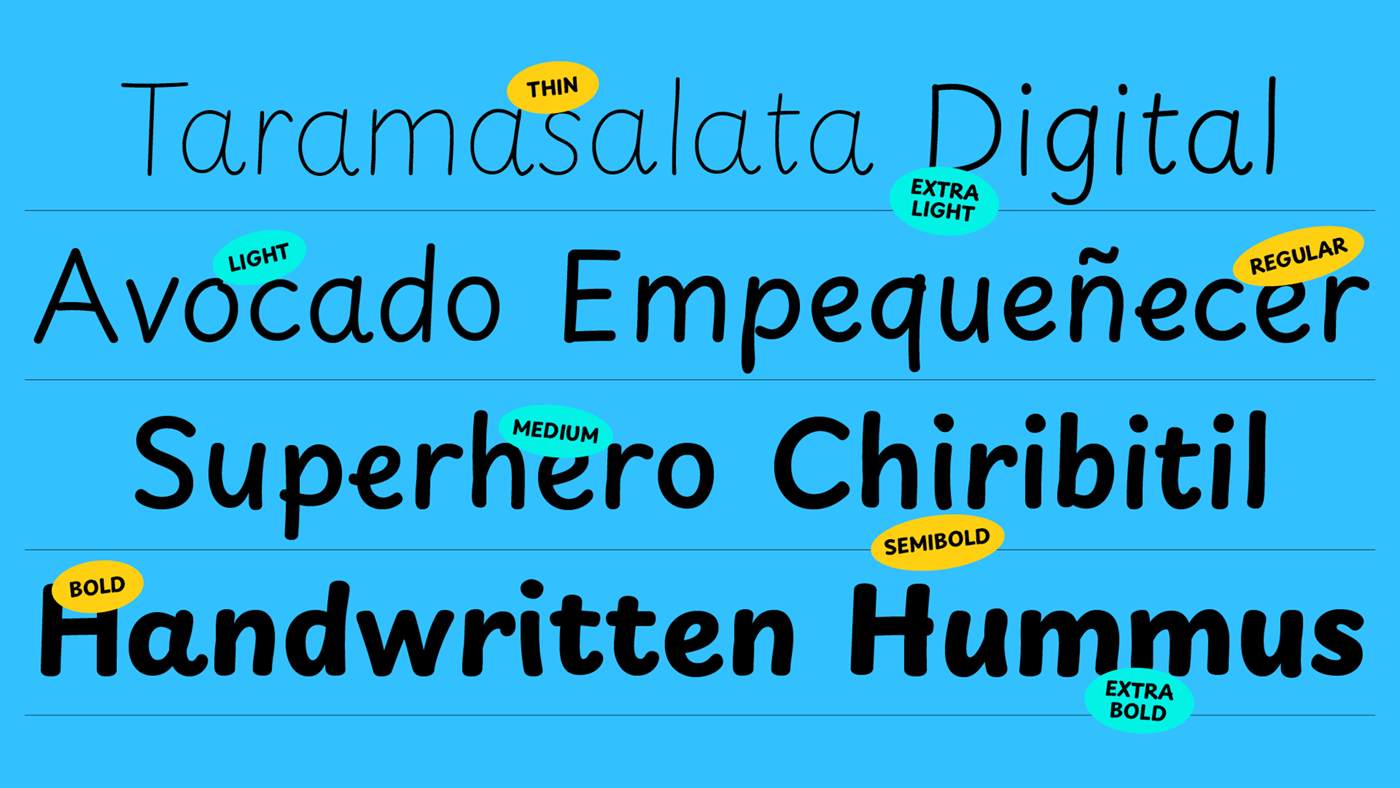 THIN
Taramasalata Digital
EXTRA
LIGHT
LIGHT
REGULAR
Avocado Empequeñecer
MEDIUM
Superhero Chiribitil
SEMIBOLD
BOLD
Handwritten Hummus
EXTRA
BOLD